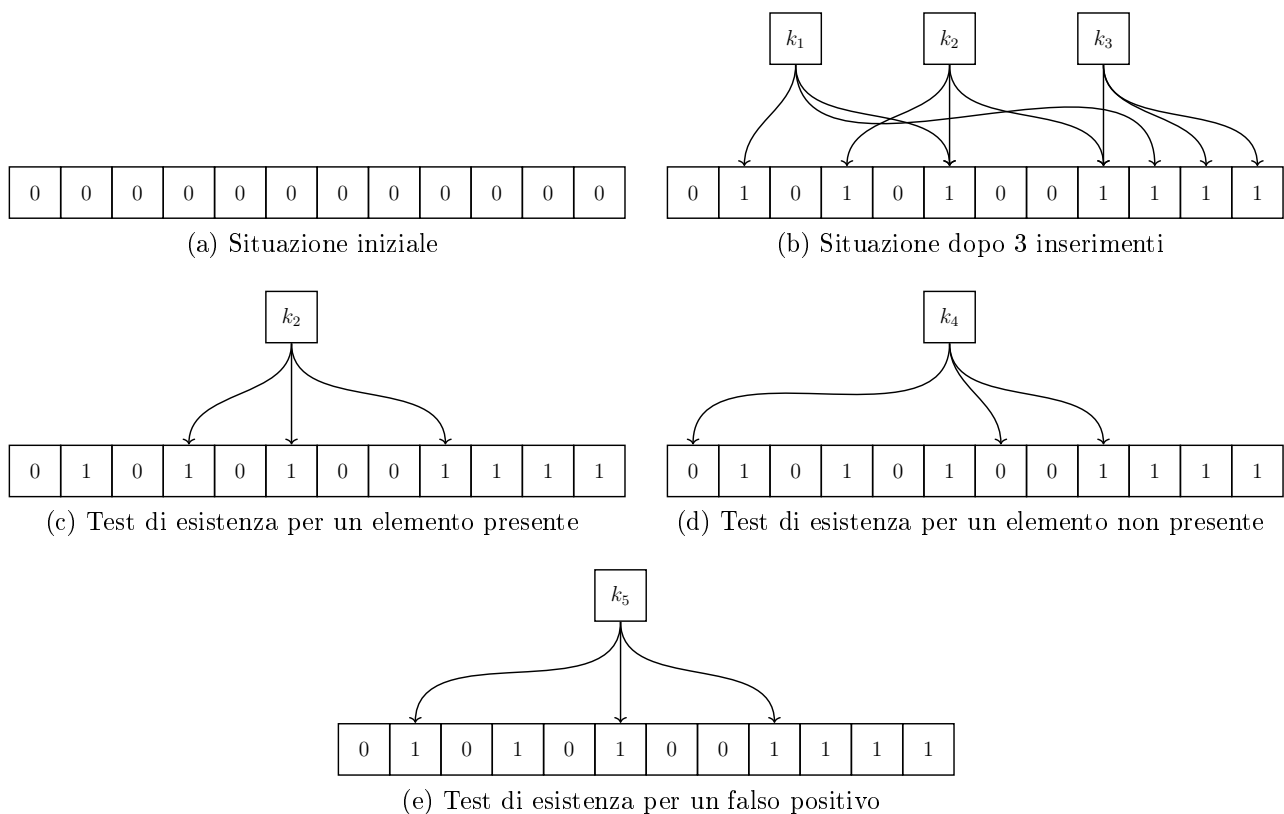 k₁ k₂ k₃
0 0 0 0 0 0 0 0 0 0 0 0
0 1 0 1 0 1 0 0 1 1 1 1
(a) Situazione iniziale
(b) Situazione dopo 3 inserimenti
k₂
k₄
0 1 0 1 0 1 0 0 1 1 1 1
0 1 0 1 0 1 0 0 1 1 1 1
(c) Test di esistenza per un elemento presente
(d) Test di esistenza per un elemento non presente
k₅
0 1 0 1 0 1 0 0 1 1 1 1
(e) Test di esistenza per un falso positivo